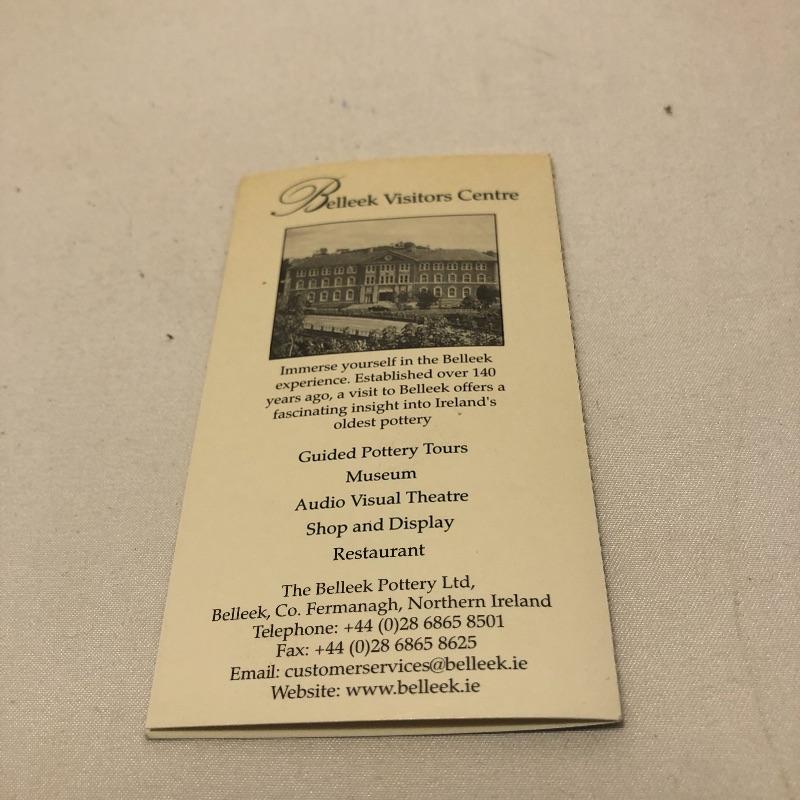 Belleek Visitors Centre
Immerse yourself in the Belleek
experience. Established over 140
years ago, a visit to Belleek offers a
fascinating insight into Ireland's
oldest pottery
Guided Pottery Tours
Museum
Audio Visual Theatre
Shop and Display
Restaurant
The Belleek Pottery Ltd,
Belleek, Co. Fermanagh, Northern Ireland
Telephone: +44 (0)28 6865 8501
Fax: +44 (0)28 6865 8625
Email: customerservices@belleek.ie
Website: www.belleek.ie